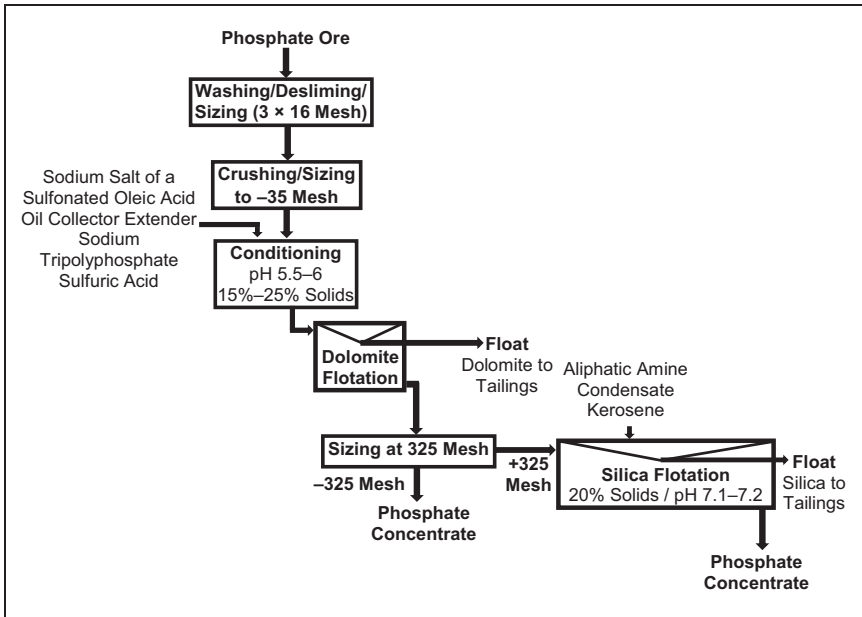 Phosphate Ore
Washing/Desliming/
Sizing (3 × 16 Mesh)
Crushing/Sizing
to –35 Mesh
Sodium Salt of a
Sulfonated Oleic Acid
Oil Collector Extender
Sodium
Tripolyphosphate
Sulfuric Acid
Conditioning
pH 5.5–6
15%–25% Solids
Dolomite
Flotation
Float
Dolomite to
Tailings
Sizing at 325 Mesh
–325 Mesh
Phosphate
Concentrate
+325
Mesh
Aliphatic Amine
Condensate
Kerosene
Silica Flotation
20% Solids / pH 7.1–7.2
Float
Silica to
Tailings
Phosphate
Concentrate